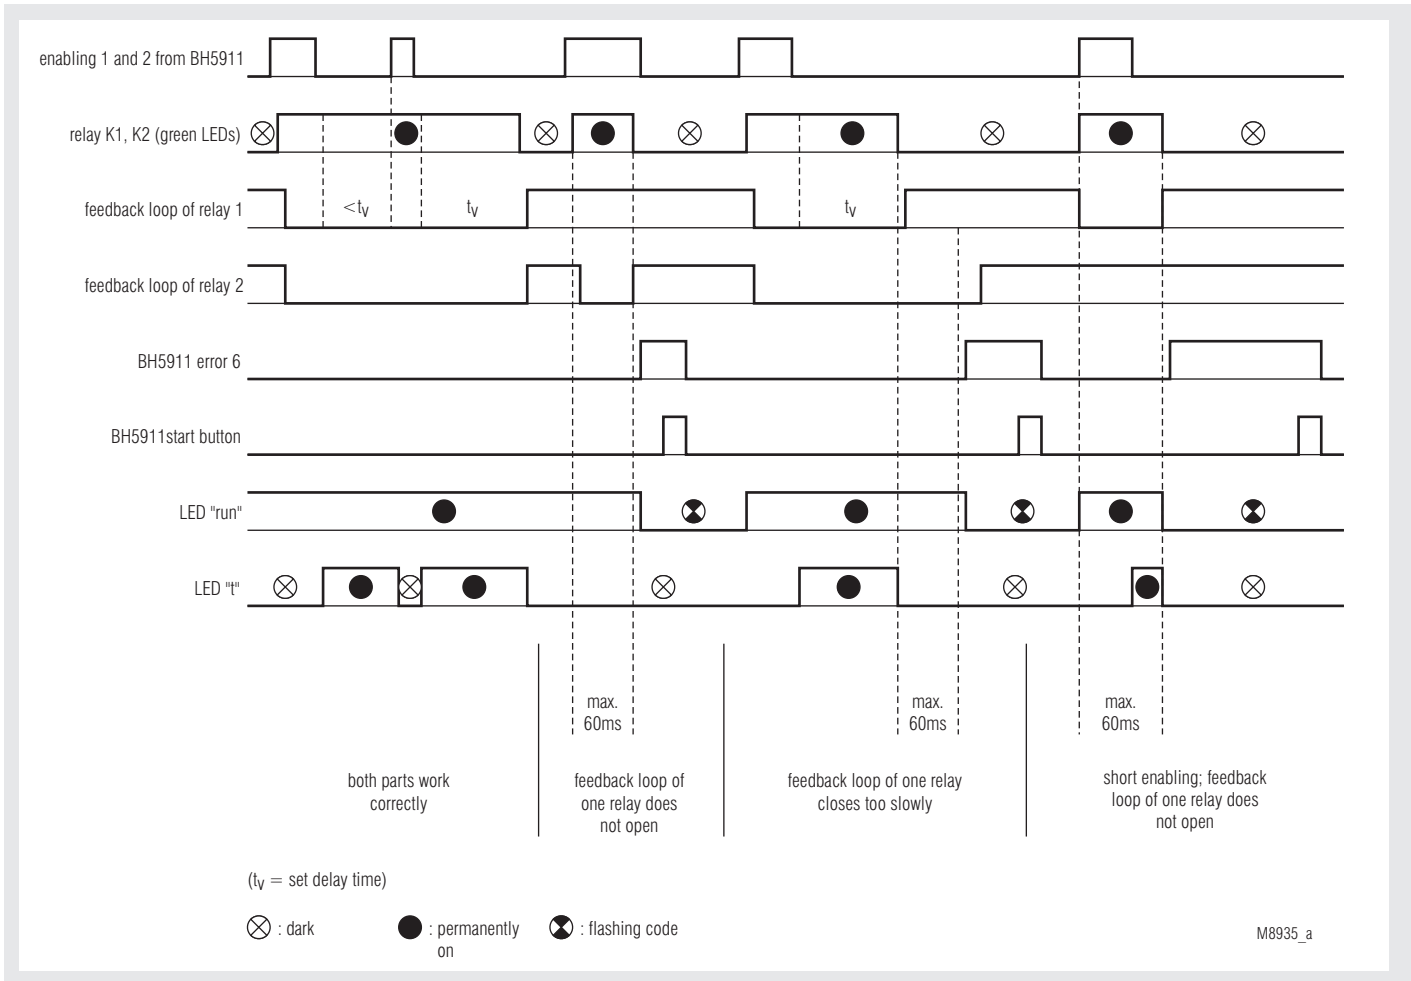 enabling 1 and 2 from BH5911
relay K1, K2 (green LEDs)
feedback loop of relay 1
<tv
tv
tv
feedback loop of relay 2
BH5911 error 6
BH5911start button
LED "run"
LED "t"
max.
60ms
max.
60ms
max.
60ms
both parts work
correctly
feedback loop of
one relay does
not open
feedback loop of one relay
closes too slowly
short enabling; feedback
loop of one relay does
not open
(tv = set delay time)
: dark
: permanently
on
: flashing code
M8935_a